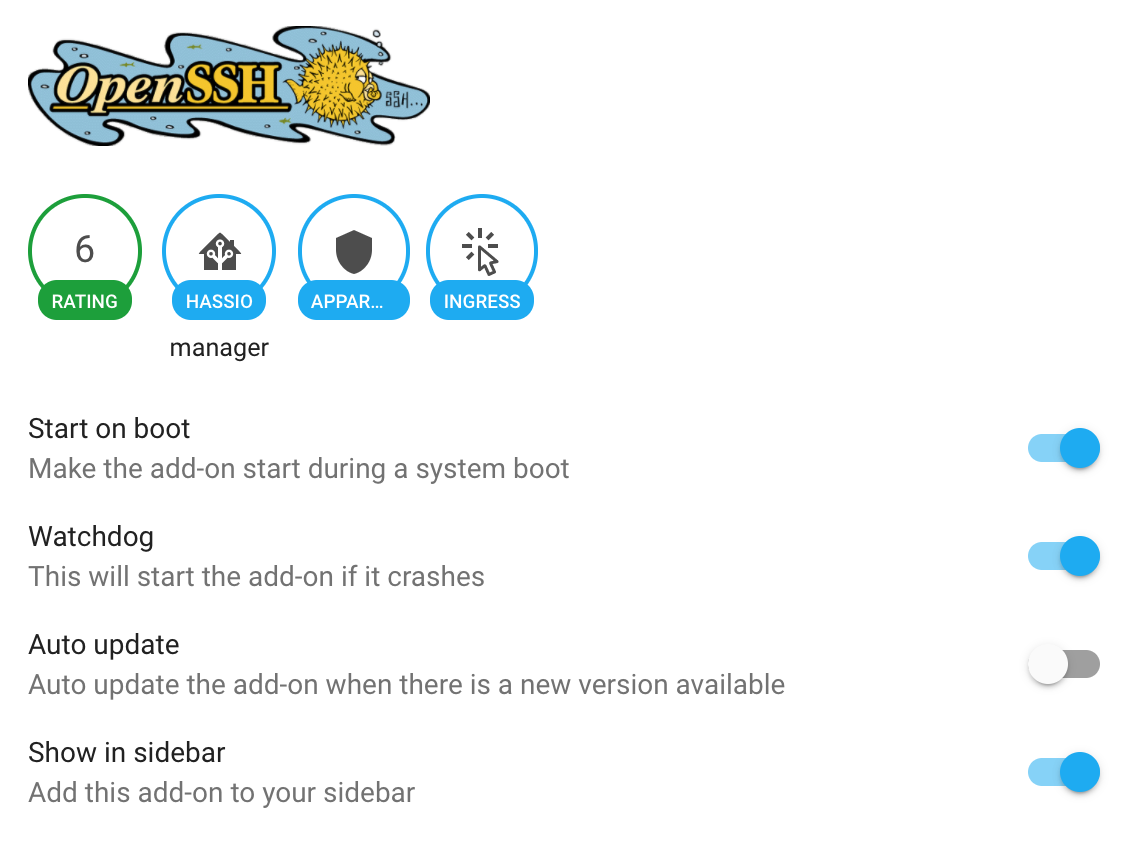 OpenSSH
SSH...
6
RATING
HASSIO
APPAR...
INGRESS
manager
Start on boot
Make the add-on start during a system boot
Watchdog
This will start the add-on if it crashes
Auto update
Auto update the add-on when there is a new version available
Show in sidebar
Add this add-on to your sidebar